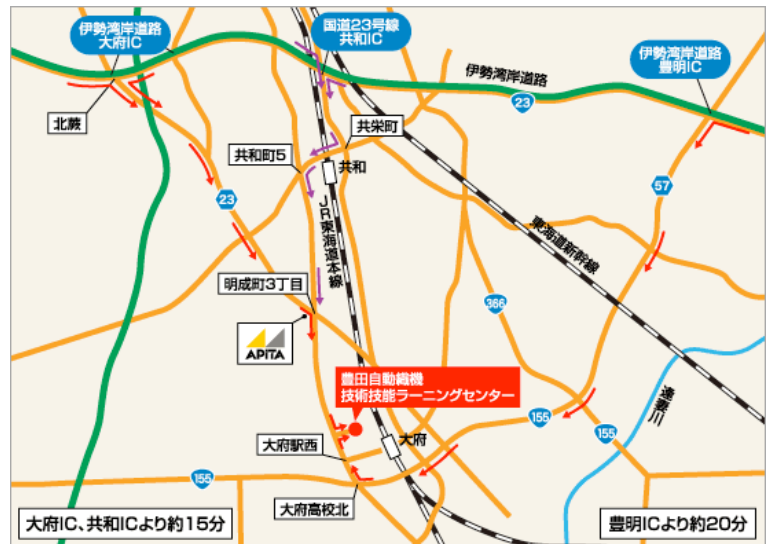 伊勢湾岸道路
大府IC
国道23号線
共和IC
伊勢湾岸道路
伊勢湾岸道路
豊明IC
23
北蕨
共栄町
共和町5
共和
57
23
JR東海道本線
東海道新幹線
明成町3丁目
366
APITA
豊田自動織機
技術技能ラーニングセンター
遠妻川
大府
155
155
大府駅西
155
大府高校北
大府IC、共和ICより約15分
豊明ICより約20分